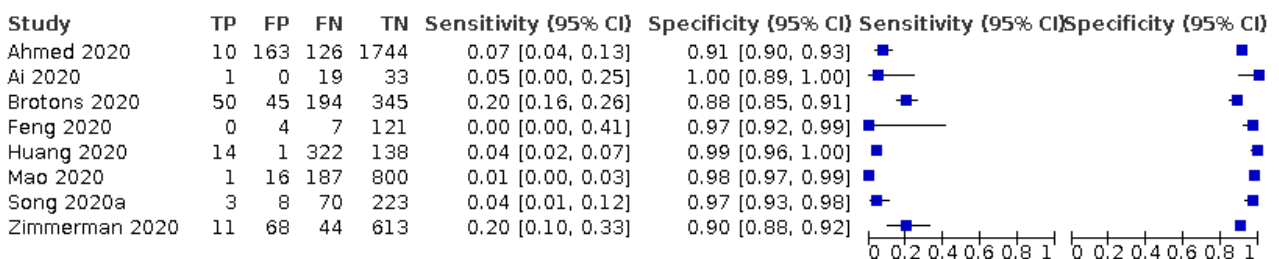 Study TP FP FN TN Sensitivity (95% CI) Specificity (95% CI) Sensitivity (95% CI)Specificity (95% CI)
Ahmed 2020 10 163 126 1744 0.07 [0.04, 0.13] 0.91 [0.90, 0.93]
Ai 2020 1 0 19 33 0.05 [0.00, 0.25] 1.00 [0.89, 1.00]
Brotons 2020 50 45 194 345 0.20 [0.16, 0.26] 0.88 [0.85, 0.91]
Feng 2020 0 4 7 121 0.00 [0.00, 0.41] 0.97 [0.92, 0.99]
Huang 2020 14 1 322 138 0.04 [0.02, 0.07] 0.99 [0.96, 1.00]
Mao 2020 1 16 187 800 0.01 [0.00, 0.03] 0.98 [0.97, 0.99]
Song 2020a 3 8 70 223 0.04 [0.01, 0.12] 0.97 [0.93, 0.98]
Zimmerman 2020 11 68 44 613 0.20 [0.10, 0.33] 0.90 [0.88, 0.92]
0 0.2 0.4 0.6 0.8 1 0 0.2 0.4 0.6 0.8 1